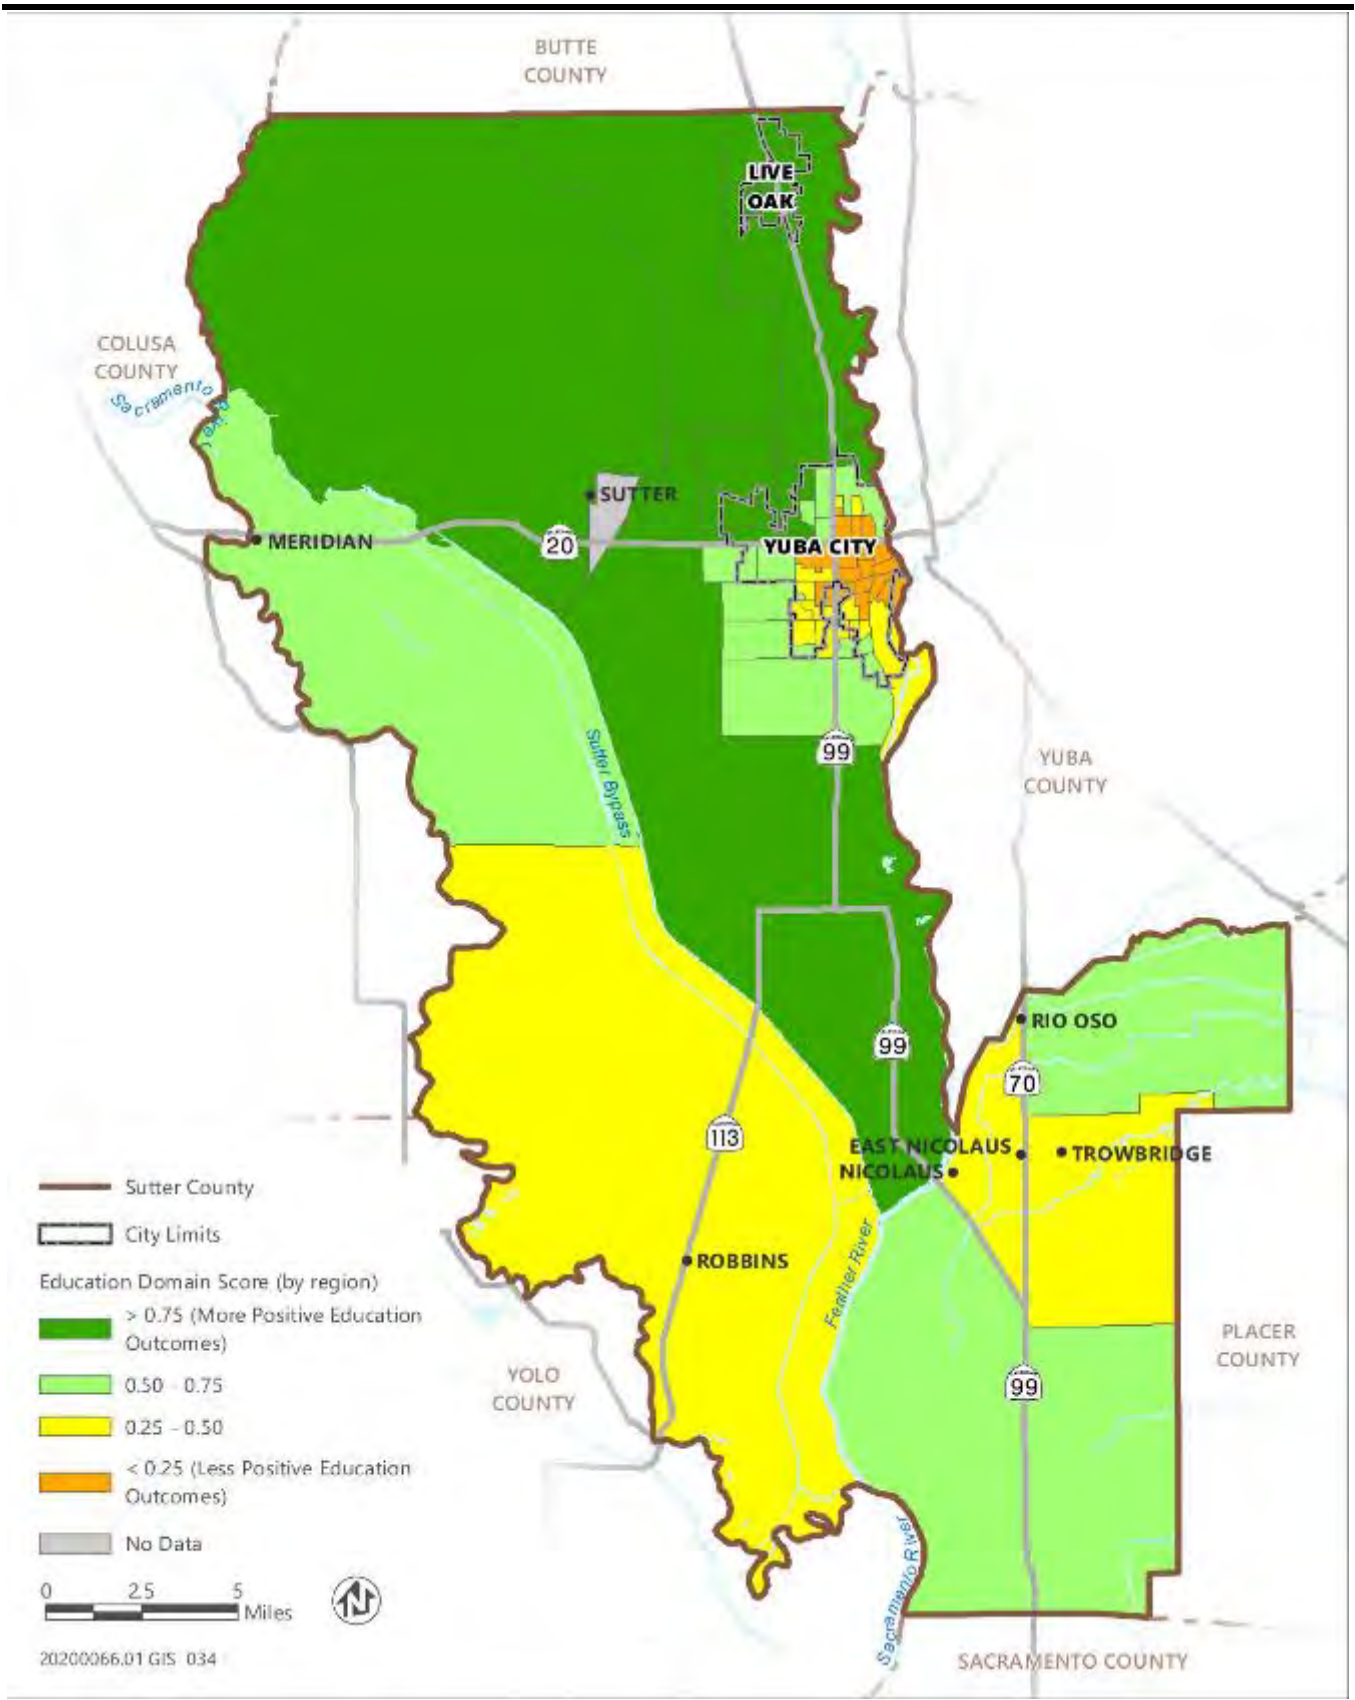 BUTTE
COUNTY
LIVE
OAK
COLUSA
COUNTY
Sacramento River
SUTTER
MERIDIAN
20
YUBA CITY
Sutter Bypass
99
YUBA
COUNTY
RIO OSO
99
70
113
EAST NICOLAUS
TROWBRIDGE
NICOLAUS
ROBBINS
Feather River
PLACER
COUNTY
YOLO
COUNTY
99
Sacramento River
SACRAMENTO COUNTY
Sutter County
City Limits
Education Domain Score (by region)
> 0.75 (More Positive Education
Outcomes)
0.50 - 0.75
0.25 - 0.50
< 0.25 (Less Positive Education
Outcomes)
No Data
0 2.5 5
Miles
N
20200066.01 GIS 034